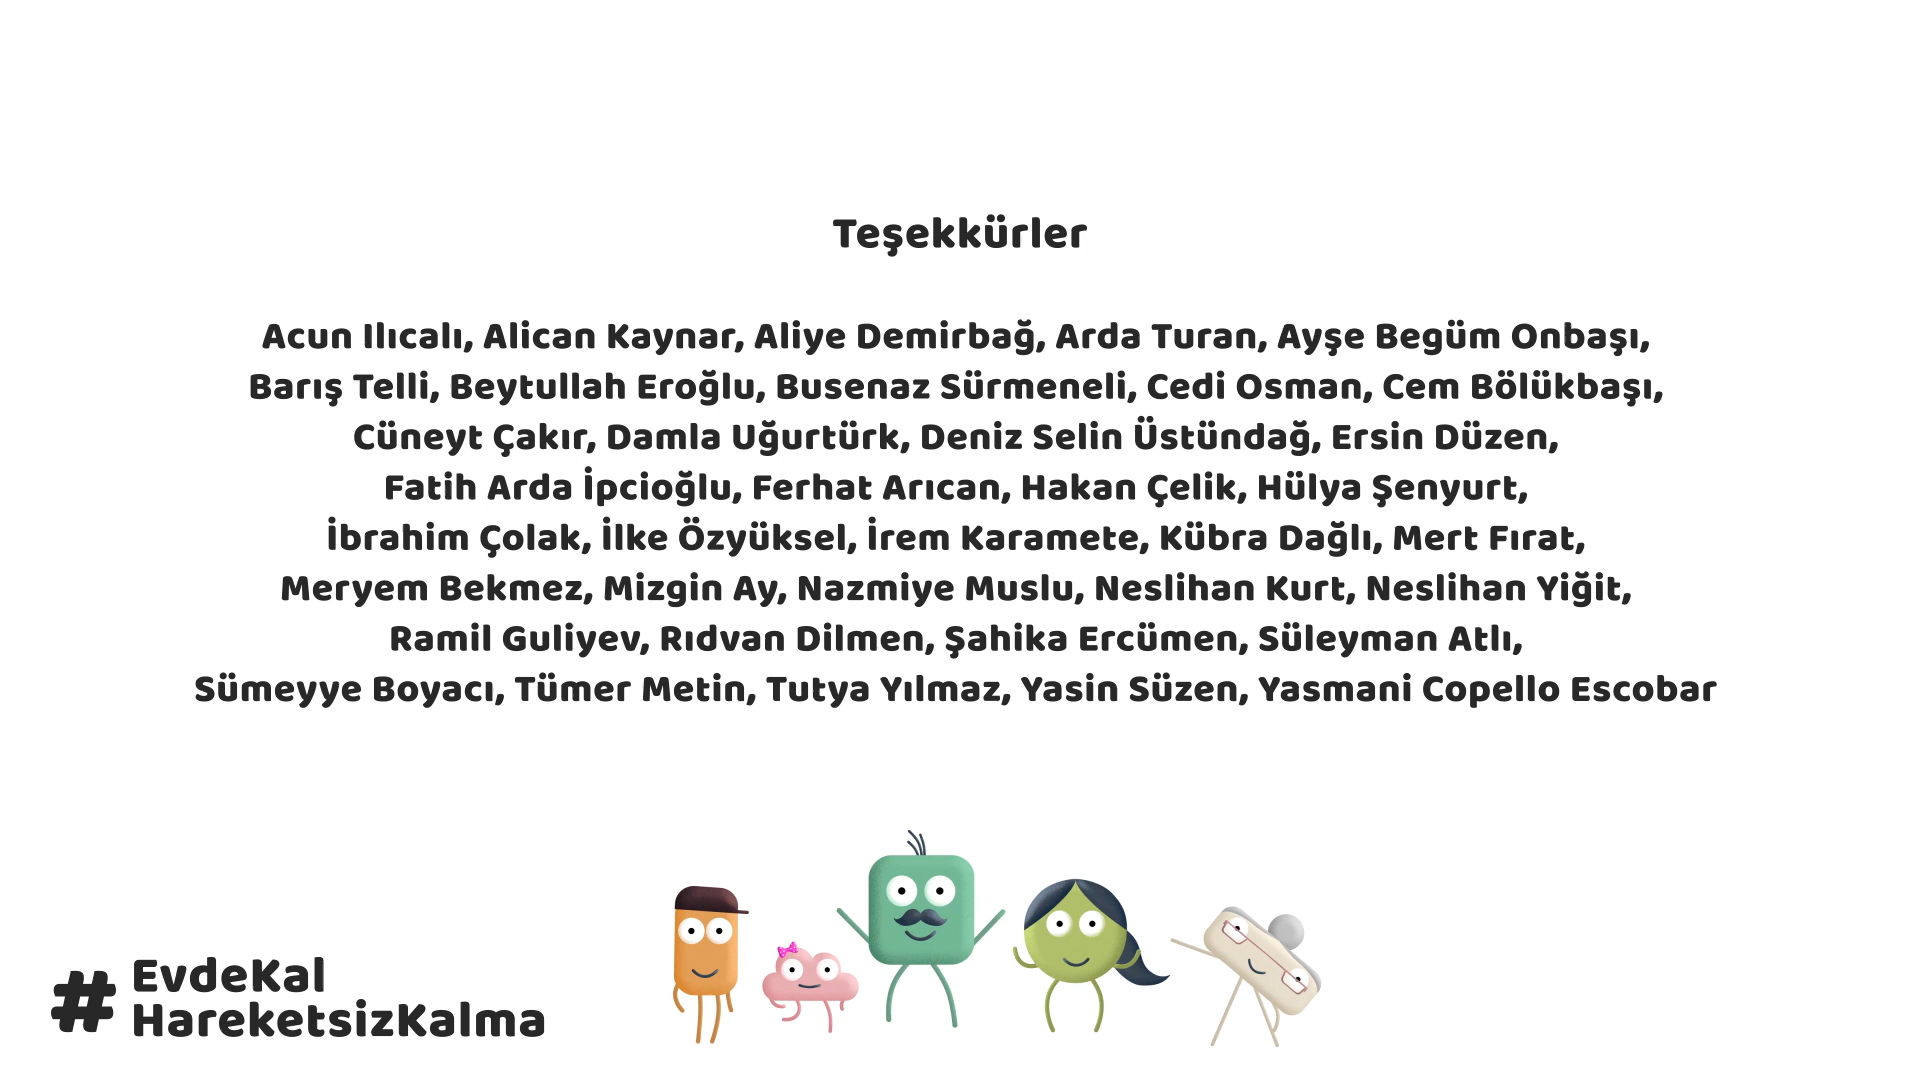 Teşekkürler
Acun Ilıcalı, Alican Kaynar, Aliye Demirbağ, Arda Turan, Ayşe Begüm Onbaşı,
Barış Telli, Beytullah Eroğlu, Busenaz Sürmeneli, Cedi Osman, Cem Bölükbaşı,
Cüneyt Çakır, Damla Uğurtürk, Deniz Selin Üstündağ, Ersin Düzen,
Fatih Arda İpcioğlu, Ferhat Arıcan, Hakan Çelik, Hülya Şenyurt,
İbrahim Çolak, İlke Özyüksel, İrem Karamete, Kübra Dağlı, Mert Fırat,
Meryem Bekmez, Mizgin Ay, Nazmiye Muslu, Neslihan Kurt, Neslihan Yiğit,
Ramil Guliyev, Rıdvan Dilmen, Şahika Ercümen, Süleyman Atlı,
Sümeyye Boyacı, Tümer Metin, Tutya Yılmaz, Yasin Süzen, Yasmani Copello Escobar
#EvdeKal
HareketsizKalma